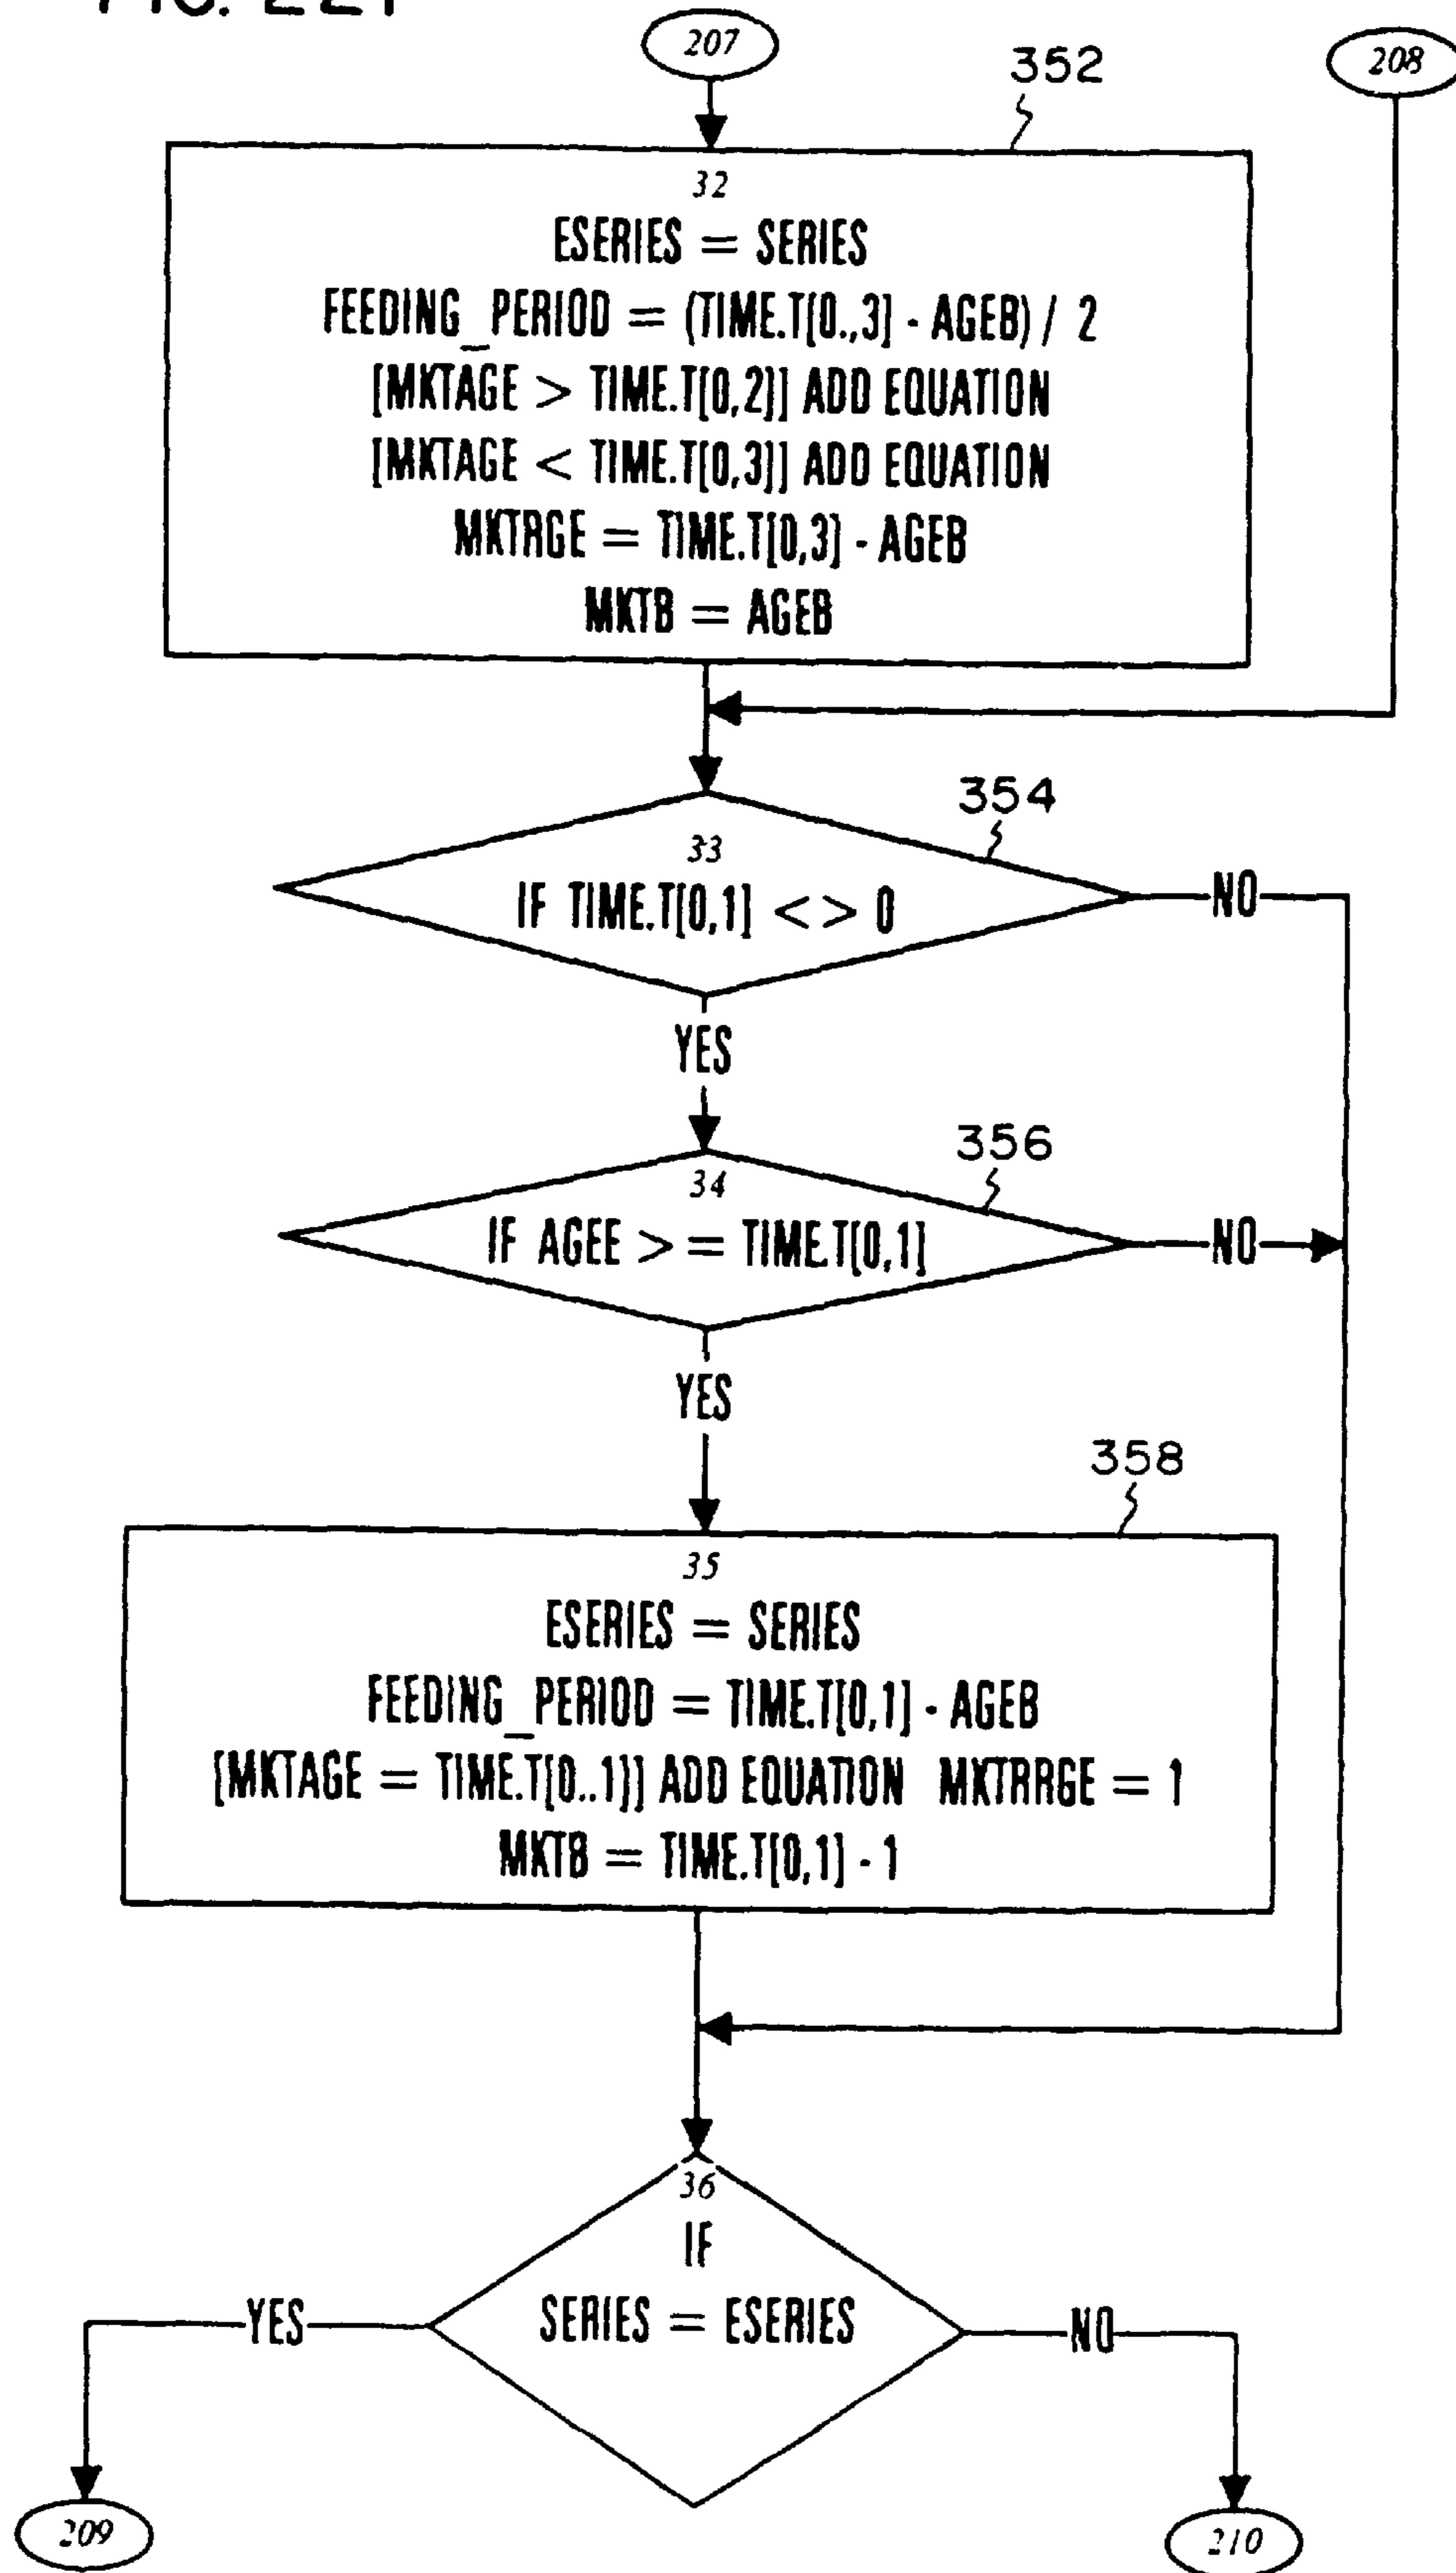 207
352
208
32
ESERIES = SERIES
FEEDING_PERIOD = (TIME.T[0.,3] - AGEB) / 2
[MKTAGE > TIME.T[0,2]] ADD EQUATION
[MKTAGE < TIME.T[0,3]] ADD EQUATION
MKTRGE = TIME.T[0,3] - AGEB
MKTB = AGEB
354
33
IF TIME.T[0,1] < > 0
NO
YES
356
34
IF AGEE > = TIME.T[0,1]
NO
YES
358
35
ESERIES = SERIES
FEEDING_PERIOD = TIME.T[0,1] - AGEB
[MKTAGE = TIME.T[0..1]] ADD EQUATION MKTRRGE = 1
MKTB = TIME.T[0,1] - 1
36
IF
SERIES = ESERIES
YES
NO
209
210